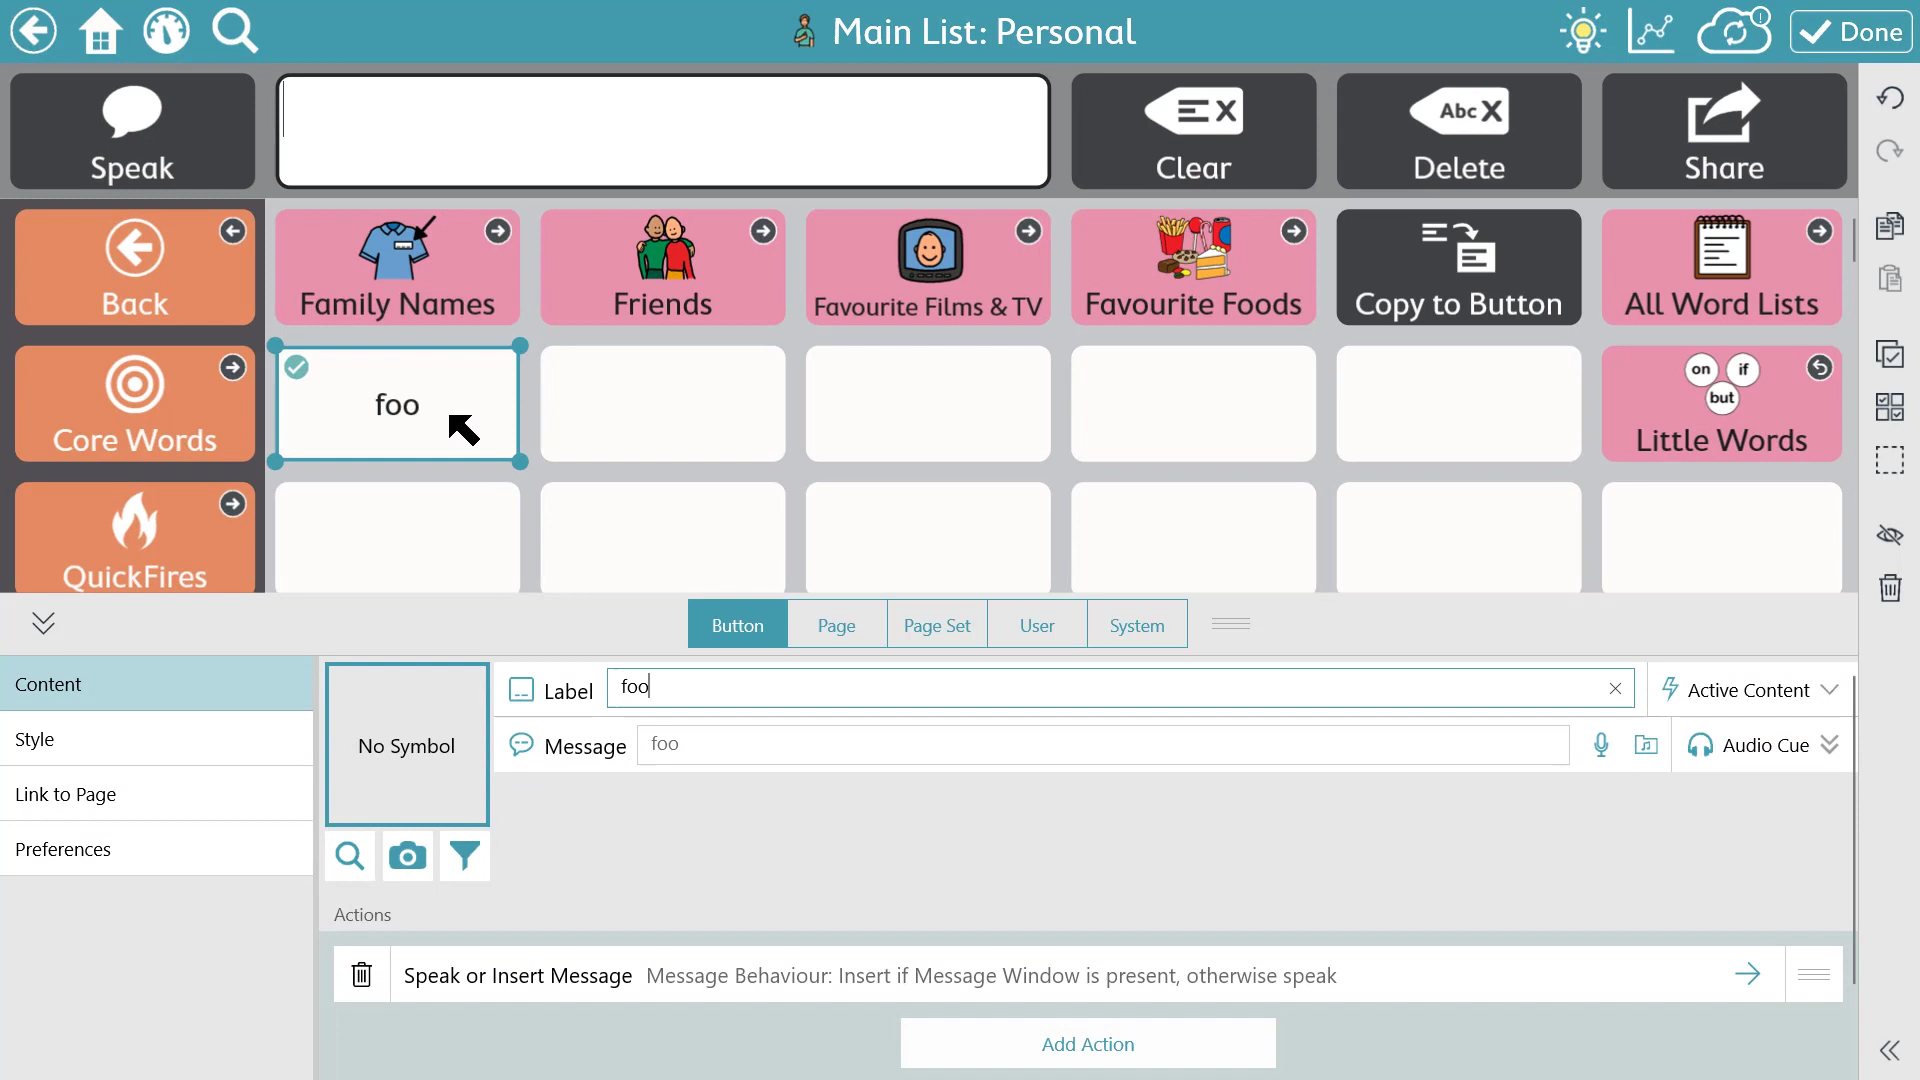 Main List: Personal
!
Done
Speak
Clear
Abc X
Delete
Share
Back
Family Names
Friends
Favourite Films & TV
Favourite Foods
Copy to Button
All Word Lists
Core Words
foo
on
if
but
Little Words
QuickFires
Button
Page
Page Set
User
System
Content
Style
Link to Page
Preferences
No Symbol
Label
foo
Active Content
Message
foo
Audio Cue
Actions
Speak or Insert Message
Message Behaviour: Insert if Message Window is present, otherwise speak
Add Action